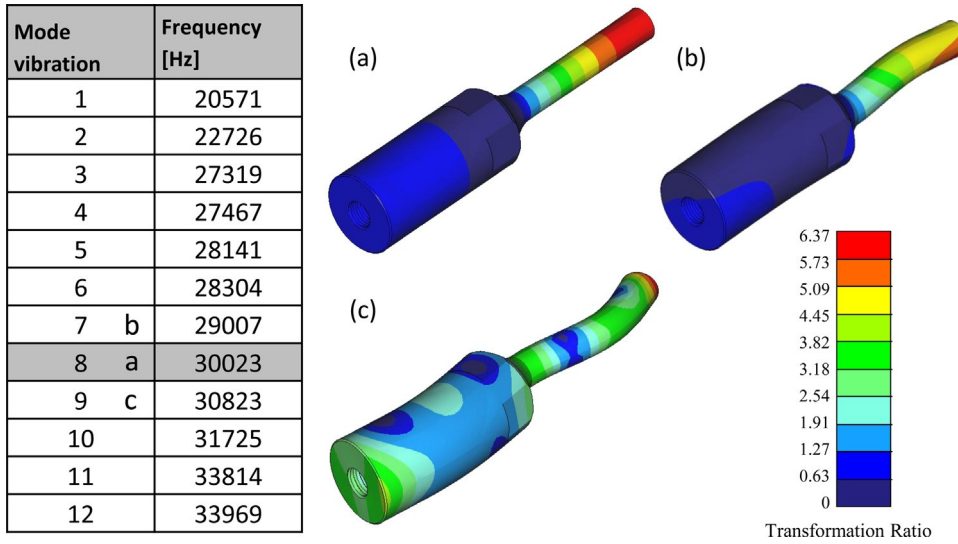 Mode vibration Frequency [Hz]
1 20571
2 22726
3 27319
4 27467
5 28141
6 28304
7 b 29007
8 a 30023
9 c 30823
10 31725
11 33814
12 33969
(a)
(b)
(c)
6.37
5.73
5.09
4.45
3.82
3.18
2.54
1.91
1.27
0.63
0
Transformation Ratio